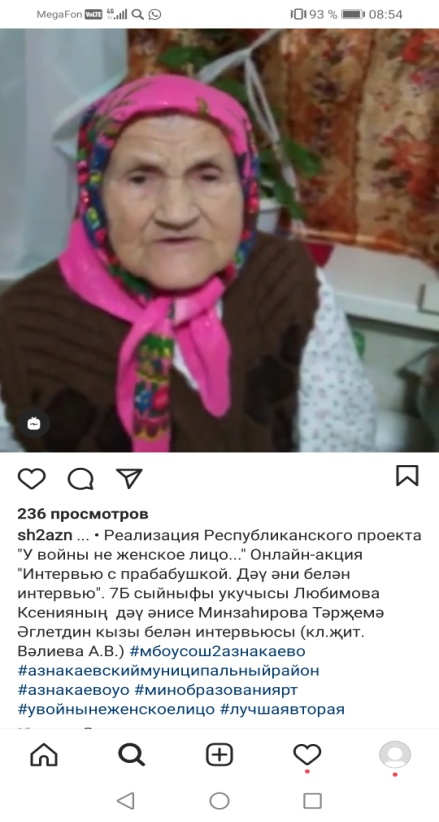 MegaFon VoLTE 4G 93 % 08:54
236 просмотров
sh2azn ... • Реализация Республиканского проекта
"У войны не женское лицо..." Онлайн-акция
"Интервью с прабабушкой. Дәү әни белән
интервью". 7Б сыйныфы укучысы Любимова
Ксенияның дәү әнисе Минзаһирова Тәрҗемә
Әглетдин кызы белән интервьюсы (кл.җит.
Вәлиева А.В.) #мбоусош2азнакаево
#азнакаевскиймуниципальныйрайон
#азнакаевоуо #минобразованиярт
#увойнынеженскоелицо #лучшаявторая